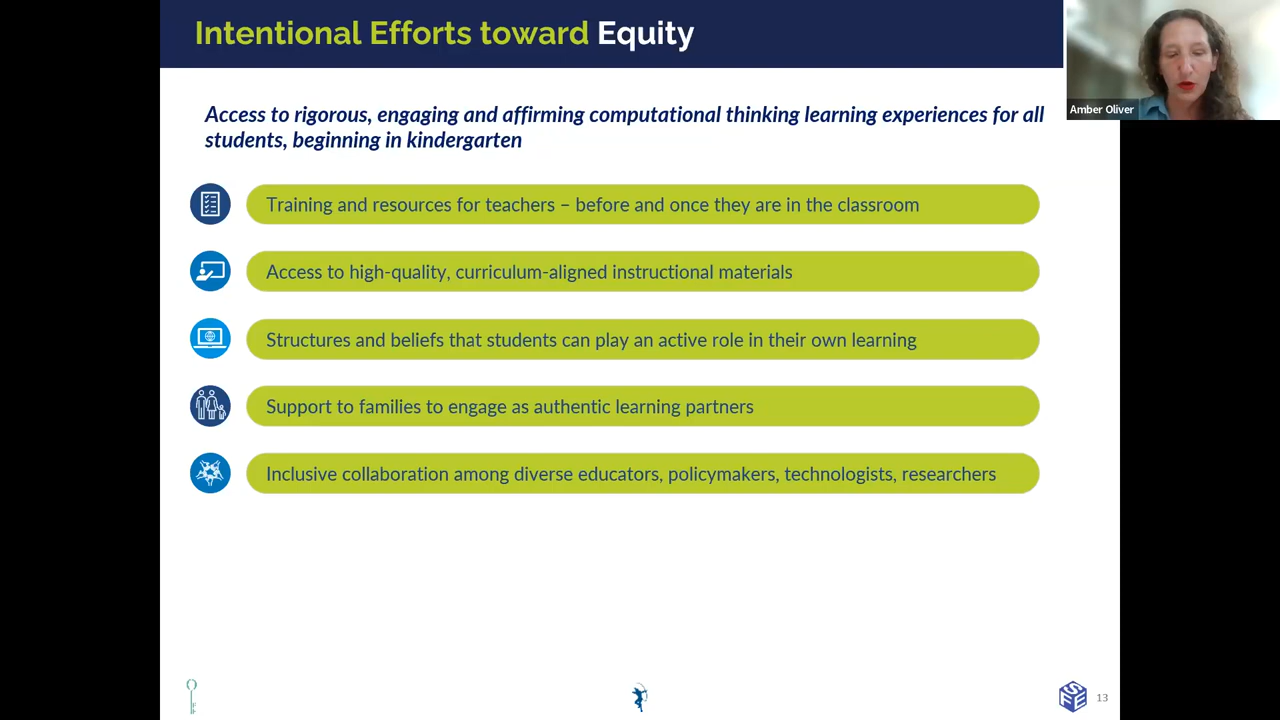 Intentional Efforts toward Equity
Amber Oliver
Access to rigorous, engaging and affirming computational thinking learning experiences for all
students, beginning in kindergarten
Training and resources for teachers – before and once they are in the classroom
Access to high-quality, curriculum-aligned instructional materials
Structures and beliefs that students can play an active role in their own learning
Support to families to engage as authentic learning partners
Inclusive collaboration among diverse educators, policymakers, technologists, researchers
SFE
13